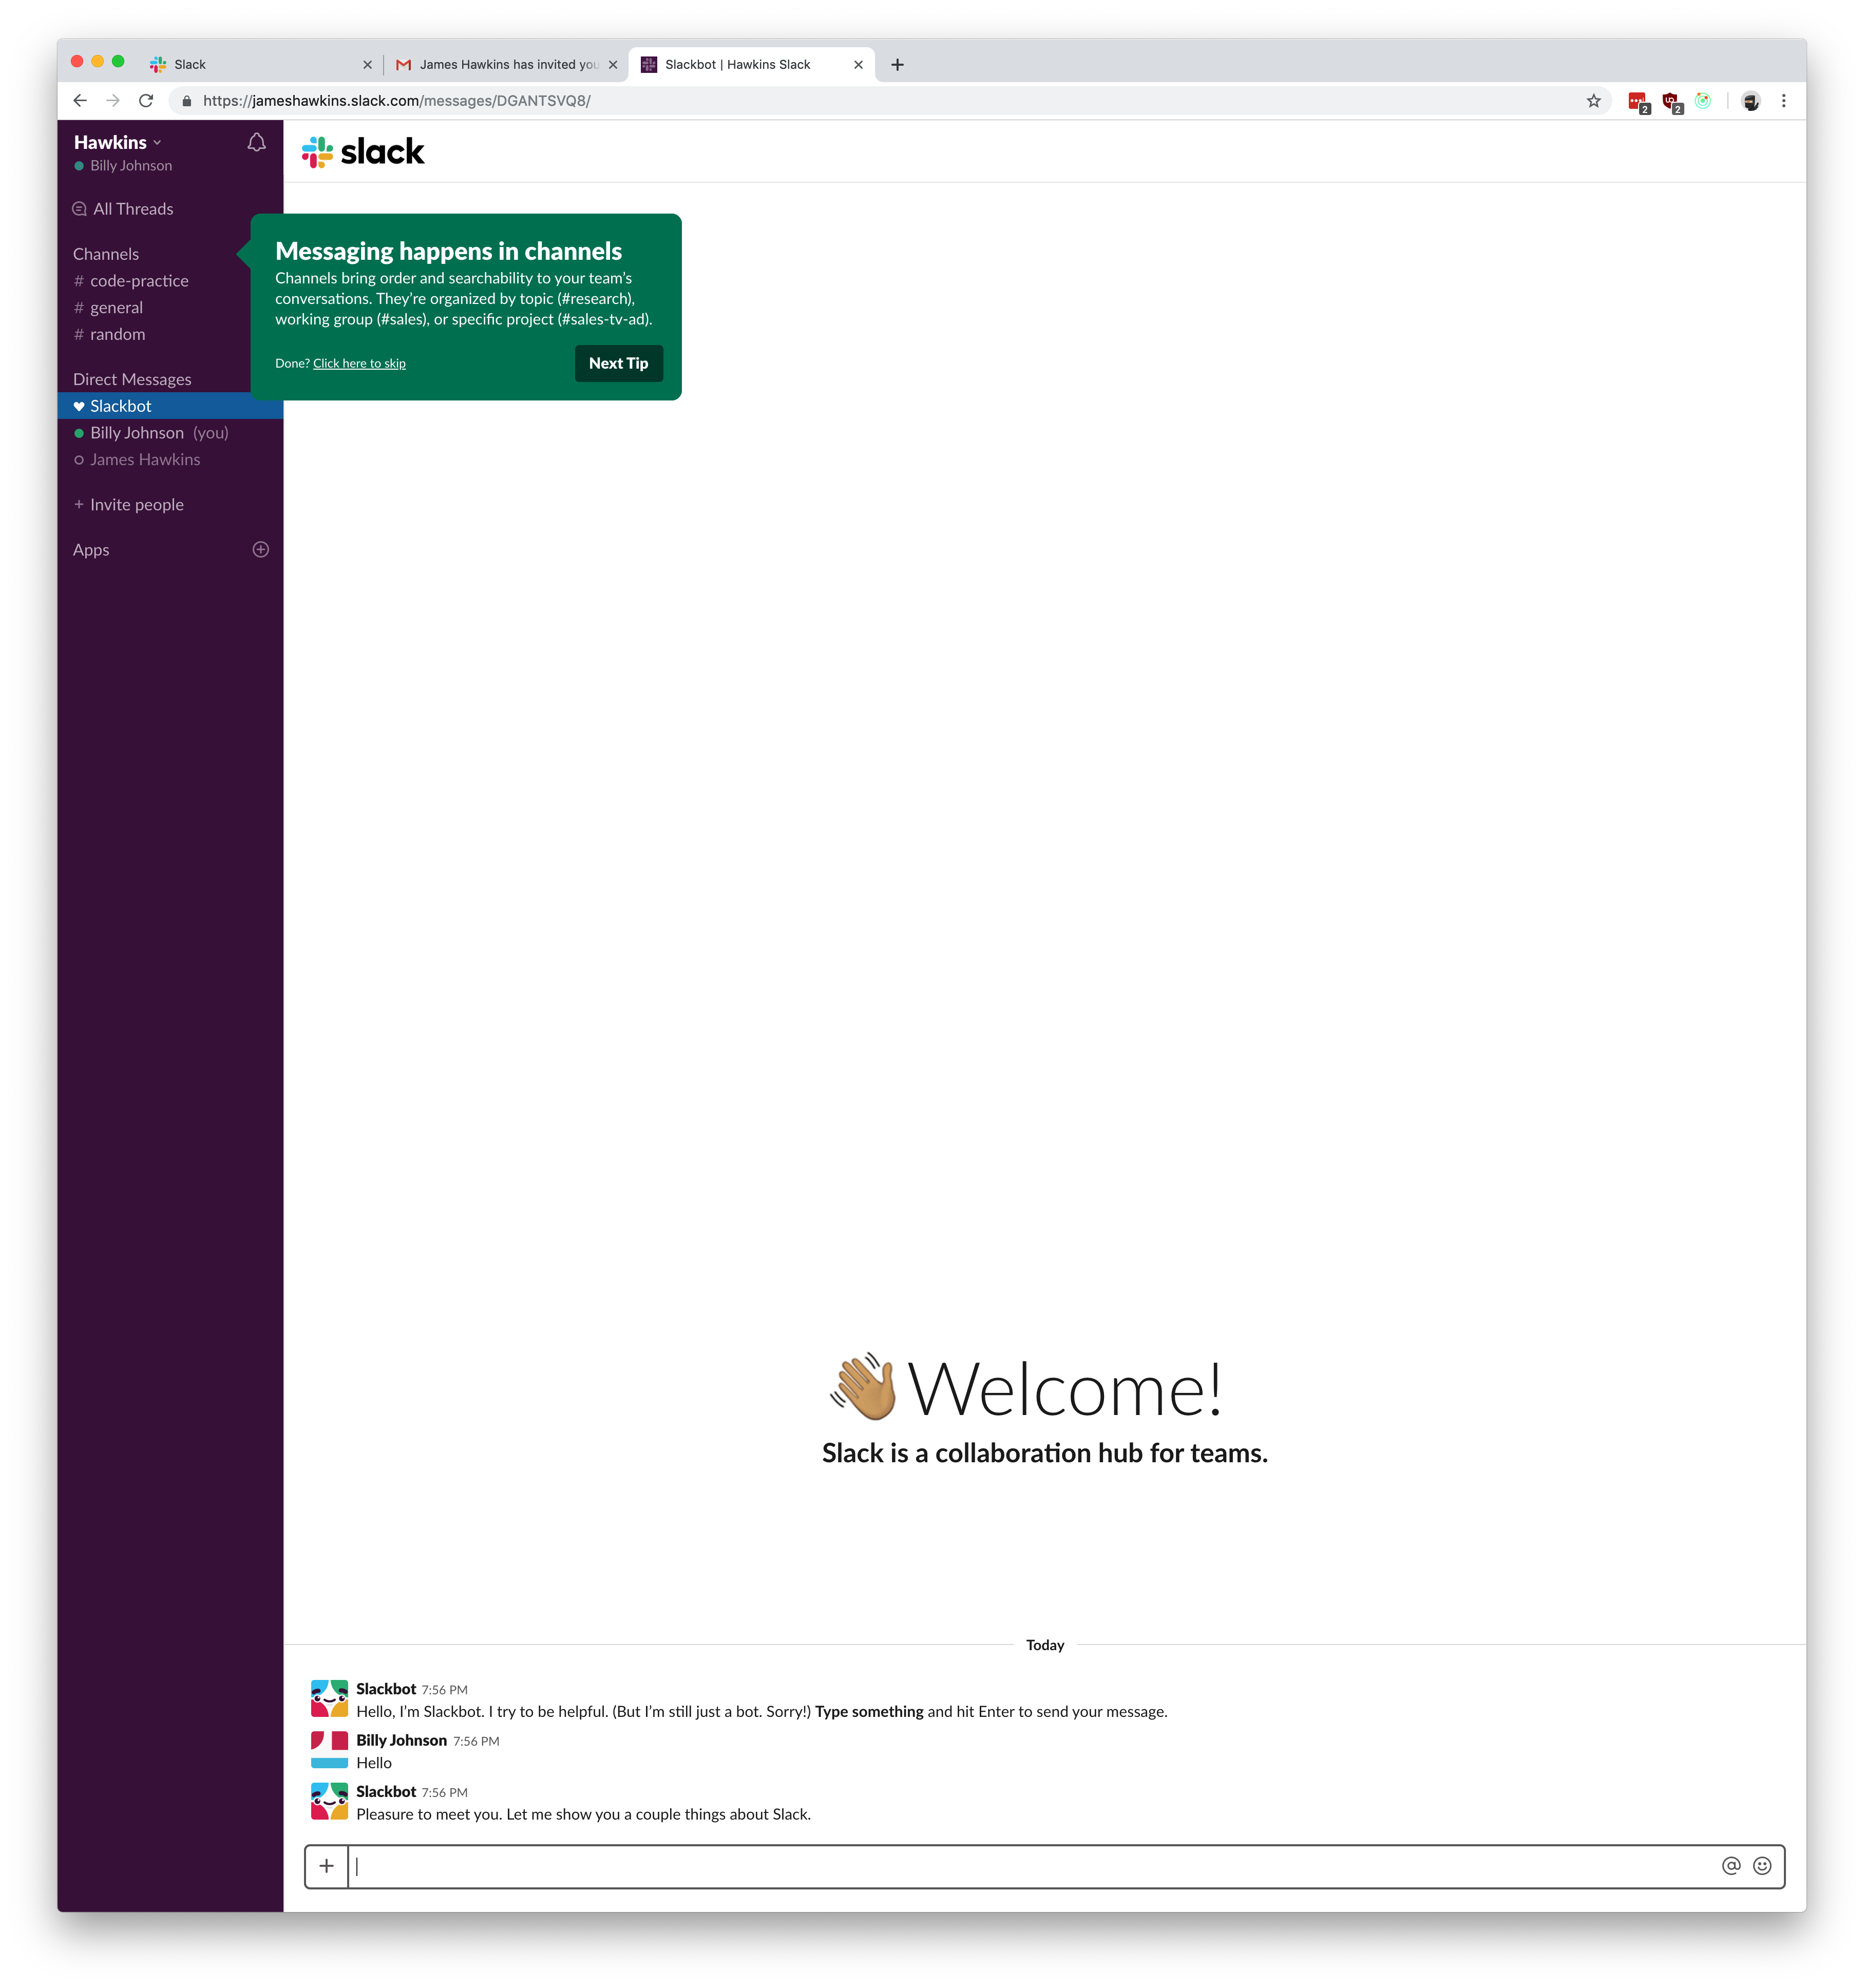 Slack
James Hawkins has invited you
Slackbot | Hawkins Slack
https://jameshawkins.slack.com/messages/DGANTSVQ8/
2
2
Hawkins
Billy Johnson
All Threads
Channels
# code-practice
# general
# random
Direct Messages
Slackbot
Billy Johnson (you)
James Hawkins
+ Invite people
Apps
slack
Messaging happens in channels
Channels bring order and searchability to your team’s
conversations. They’re organized by topic (#research),
working group (#sales), or specific project (#sales-tv-ad).
Done? Click here to skip
Next Tip
Welcome!
Slack is a collaboration hub for teams.
Today
Slackbot 7:56 PM
Hello, I’m Slackbot. I try to be helpful. (But I’m still just a bot. Sorry!) Type something and hit Enter to send your message.
Billy Johnson 7:56 PM
Hello
Slackbot 7:56 PM
Pleasure to meet you. Let me show you a couple things about Slack.